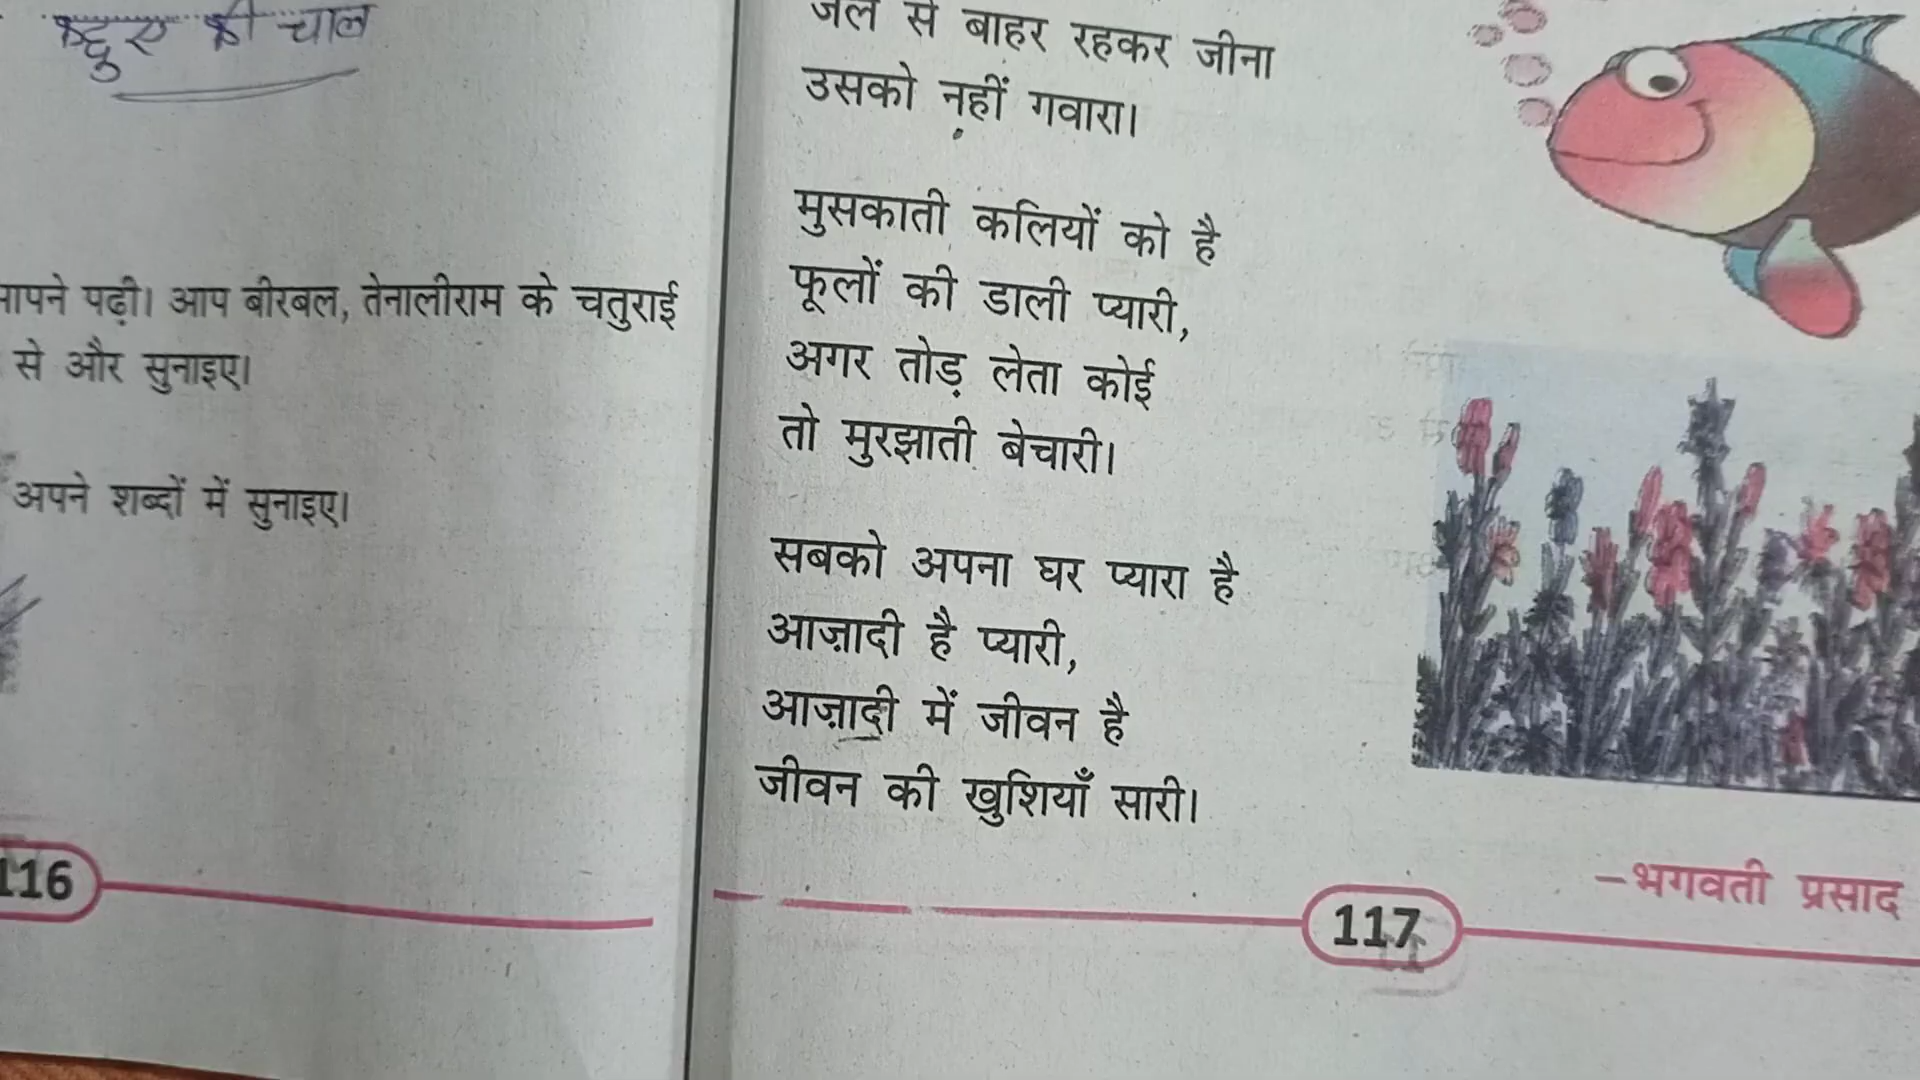 की चाल
पने पढ़ी। आप बीरबल, तेनालीराम के चतुराई
से और सुनाइए।
अपने शब्दों में सुनाइए।
116
जल से बाहर रहकर जीना
उसको नहीं गवारा।
मुसकाती कलियों को है
फूलों की डाली प्यारी,
अगर तोड़ लेता कोई
तो मुरझाती बेचारी।
सबको अपना घर प्यारा है
आज़ादी है प्यारी,
आज़ादी में जीवन है
जीवन की खुशियाँ सारी।
–भगवती प्रसाद
117